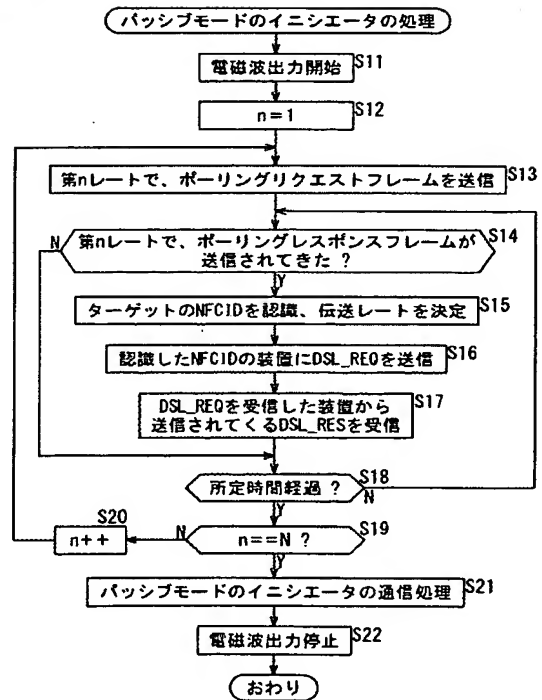 パッシブモードのイニシエータの処理
電磁波出力開始 S11
n=1 S12
第nレートで、ポーリングリクエストフレームを送信 S13
第nレートで、ポーリングレスポンスフレームが
送信されてきた ? S14
N
Y
ターゲットのNFCIDを認識、伝送レートを決定 S15
認識したNFCIDの装置にDSL_REQを送信 S16
DSL_REQを受信した装置から
送信されてくるDSL_RESを受信 S17
所定時間経過 ? S18
N
Y
n==N ? S19
N
n++ S20
Y
パッシブモードのイニシエータの通信処理 S21
電磁波出力停止 S22
おわり